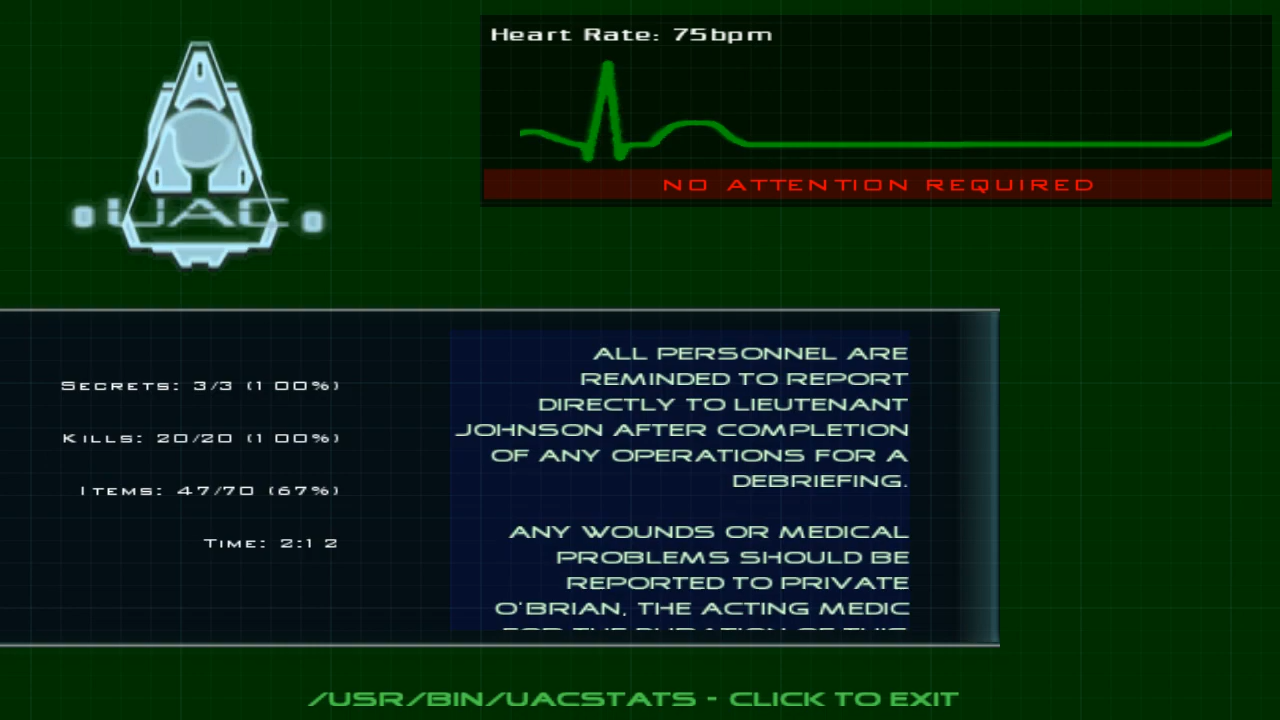 Heart Rate: 75bpm
NO ATTENTION REQUIRED
UAC
Secrets: 3/3 (100%)
Kills: 20/20 (100%)
Items: 47/70 (67%)
Time: 2:12
ALL PERSONNEL ARE
REMINDED TO REPORT
DIRECTLY TO LIEUTENANT
JOHNSON AFTER COMPLETION
OF ANY OPERATIONS FOR A
DEBRIEFING.
ANY WOUNDS OR MEDICAL
PROBLEMS SHOULD BE
REPORTED TO PRIVATE
O'BRIAN, THE ACTING MEDIC
/USR/BIN/UACSTATS - CLICK TO EXIT